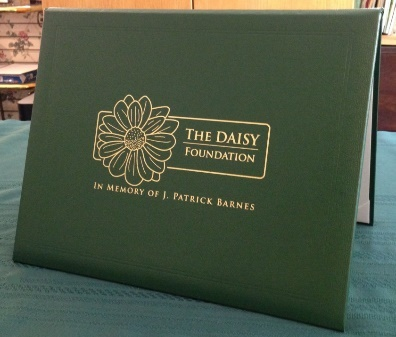 The DAISY
Foundation
In Memory of J. Patrick Barnes